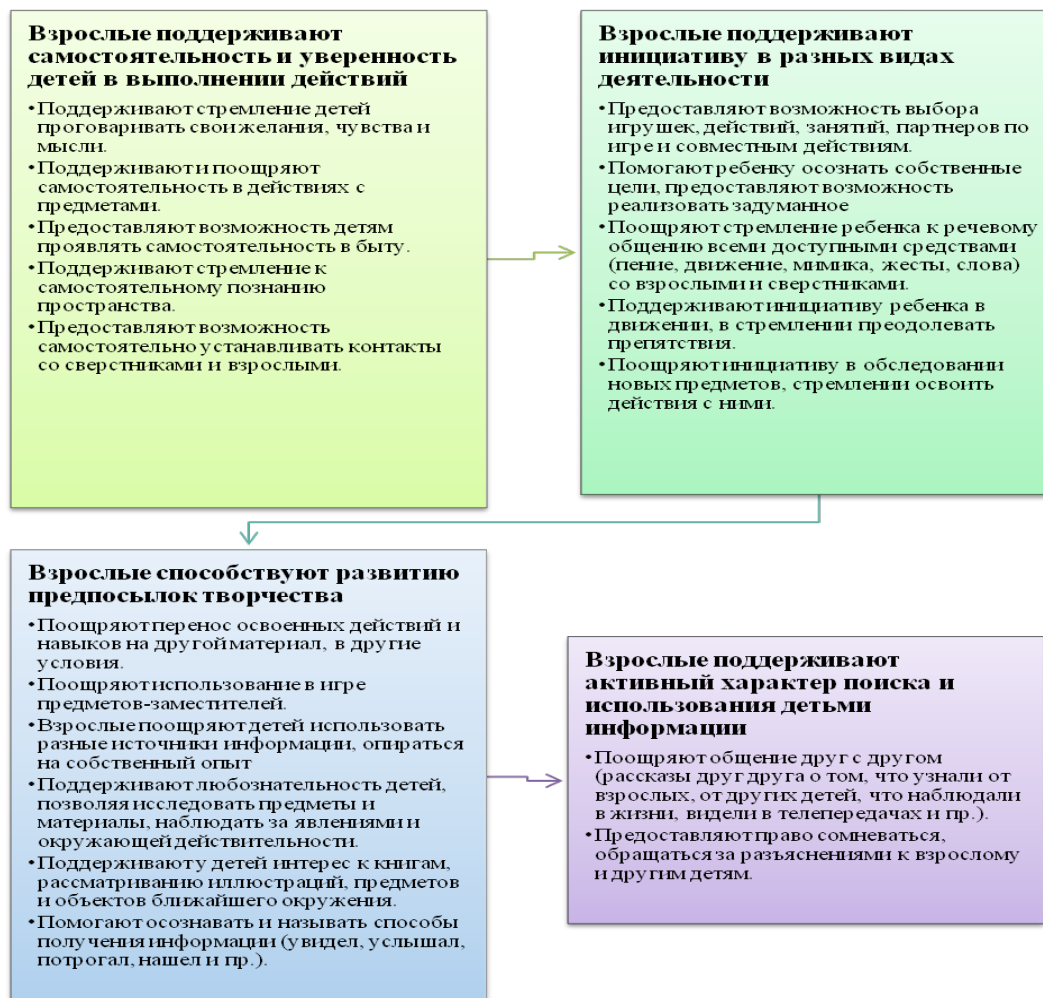 Взрослые поддерживают
самостоятельность и уверенность
детей в выполнении действий
•Поддерживают стремление детей
проговаривать свои желания, чувства и
мысли.
•Поддерживают и поощряют
самостоятельность в действиях с
предметами.
•Предоставляют возможность детям
проявлять самостоятельность в быту.
•Поддерживают стремление к
самостоятельному познанию
пространства.
•Предоставляют возможность
самостоятельно устанавливать контакты
со сверстниками и взрослыми.
Взрослые поддерживают
инициативу в разных видах
деятельности
•Предоставляют возможность выбора
игрушек, действий, занятий, партнеров по
игре и совместным действиям.
•Помогают ребенку осознать собственные
цели, предоставляют возможность
реализовать задуманное
•Поощряют стремление ребенка к речевому
общению всеми доступными средствами
(пение, движение, мимика, жесты, слова)
со взрослыми и сверстниками.
•Поддерживают инициативу ребенка в
движении, в стремлении преодолевать
препятствия.
•Поощряют инициативу в обследовании
новых предметов, стремлении освоить
действия с ними.
Взрослые способствуют развитию
предпосылок творчества
•Поощряют перенос освоенных действий и
навыков на другой материал, в другие
условия.
•Поощряют использование в игре
предметов-заместителей.
•Взрослые поощряют детей использовать
разные источники информации, опираться
на собственный опыт
•Поддерживают любознательность детей,
позволяя исследовать предметы и
материалы, наблюдать за явлениями и
окружающей действительности.
•Поддерживают у детей интерес к книгам,
рассматриванию иллюстраций, предметов
и объектов ближайшего окружения.
•Помогают осознавать и называть способы
получения информации (увидел, услышал,
потрогал, нашел и пр.).
Взрослые поддерживают
активный характер поиска и
использования детьми
информации
•Поощряют общение друг с другом
(рассказы друг друга о том, что узнали от
взрослых, от других детей, что наблюдали
в жизни, видели в телепередачах и пр.).
•Предоставляют право сомневаться,
обращаться за разъяснениями к взрослому
и другим детям.